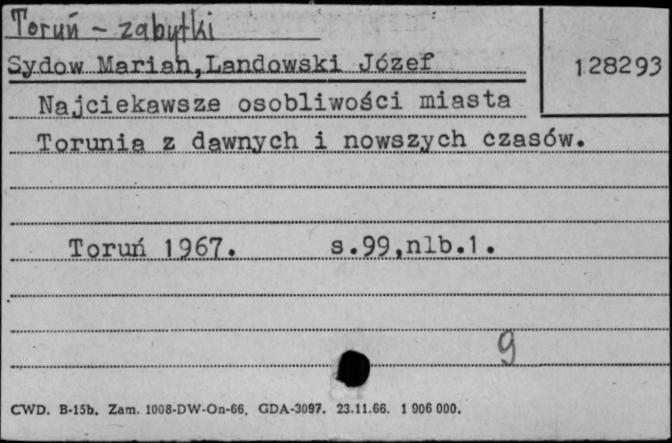 Toruń - zabytki
Sydow Marian, Landowski Józef
128293
Najciekawsze osobliwości miasta
Torunia z dawnych i nowszych czasów.
Toruń 1967. s.99,nlb.1.
9
CWD. B-15b. Zam. 1008-DW-On-66. GDA-3097. 23.11.66. 1 906 000.